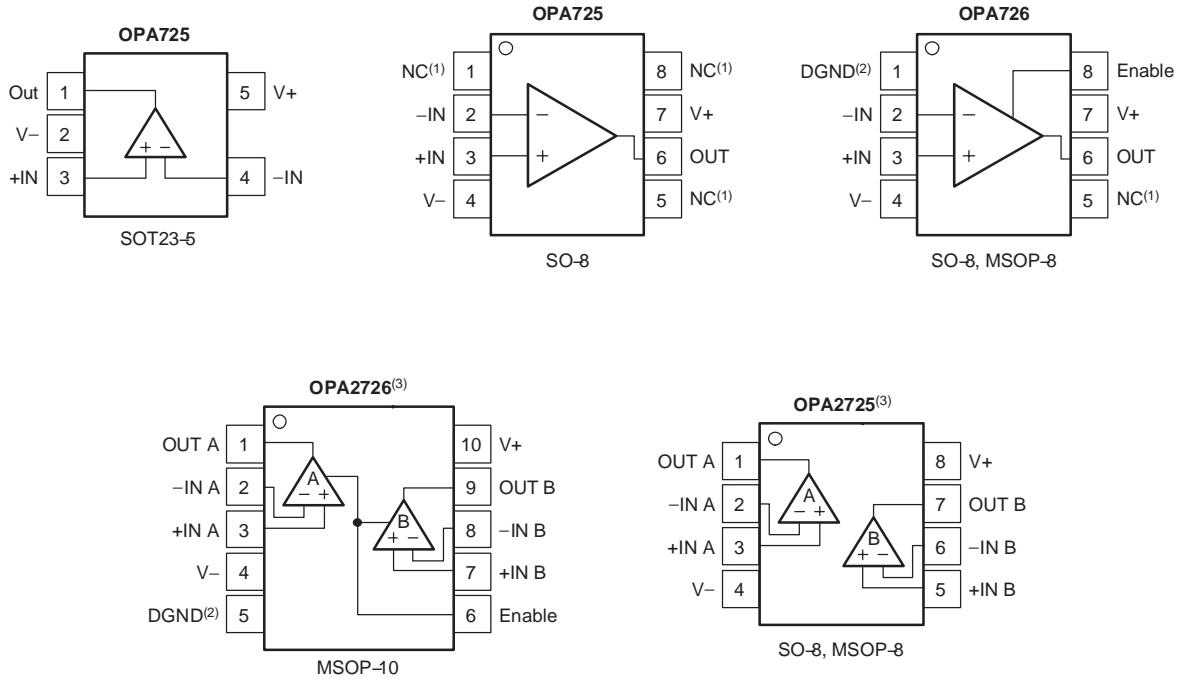 OPA725
Out 1
5 V+
V− 2
+ −
+IN 3
4 −IN
SOT23-5
OPA725
NC(1) 1
8 NC(1)
−IN 2
−
7 V+
+IN 3
+
6 OUT
V− 4
5 NC(1)
SO-8
OPA726
DGND(2) 1
8 Enable
−IN 2
−
7 V+
+IN 3
+
6 OUT
V− 4
5 NC(1)
SO-8, MSOP-8
OPA2726(3)
OUT A 1
10 V+
A
−IN A 2
− +
9 OUT B
+IN A 3
B
+ −
8 −IN B
V− 4
7 +IN B
DGND(2) 5
6 Enable
MSOP-10
OPA2725(3)
OUT A 1
8 V+
A
−IN A 2
− +
7 OUT B
+IN A 3
B
+ −
6 −IN B
V− 4
5 +IN B
SO-8, MSOP-8